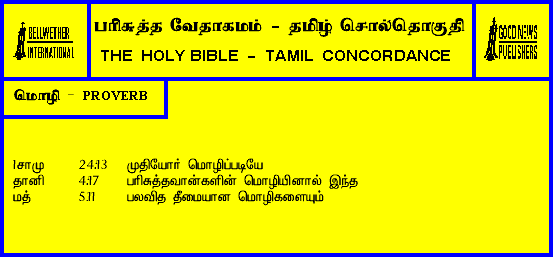 BELLWETHER
INTERNATIONAL
பரிசுத்த வேதாகமம் - தமிழ் சொல்தொகுதி
THE HOLY BIBLE - TAMIL CONCORDANCE
GOOD NEWS
PUBLISHERS
மொழி - PROVERB
1சாமு 24:13 முதியோர் மொழிப்படியே
தானி 4:17 பரிசுத்தவான்களின் மொழியினால் இந்த
மத் 5:11 பலவித தீமையான மொழிகளையும்